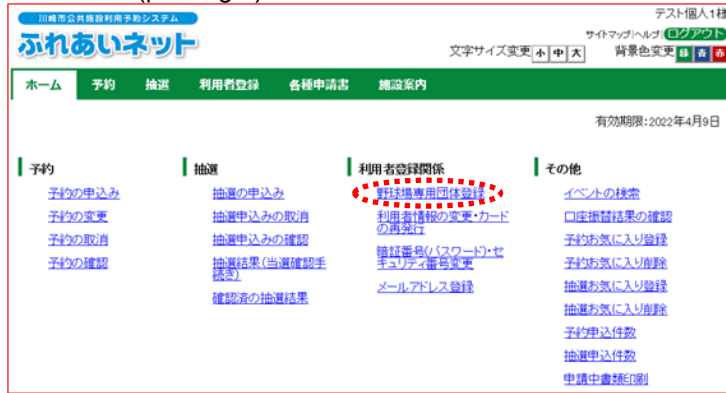 川崎市公共施設利用予約システム
ふれあいネット
テスト個人1様
サイトマップ|ヘルプ|ログアウト
文字サイズ変更 小 中 大 背景色変更 緑 青 赤
ホーム 予約 抽選 利用者登録 各種申請書 施設案内
有効期限:2022年4月9日
予約
予約の申込み
予約の変更
予約の取消
予約の確認
抽選
抽選の申込み
抽選申込みの取消
抽選申込みの確認
抽選結果(当選確認手
続き)
確認済の抽選結果
利用者登録関係
野球場専用団体登録
利用者情報の変更・カード
の再発行
暗証番号(パスワード)・セ
キュリティ番号変更
メールアドレス登録
その他
イベントの検索
口座振替結果の確認
予約お気に入り登録
予約お気に入り削除
抽選お気に入り登録
抽選お気に入り削除
予約申込件数
抽選申込件数
申請中書類印刷